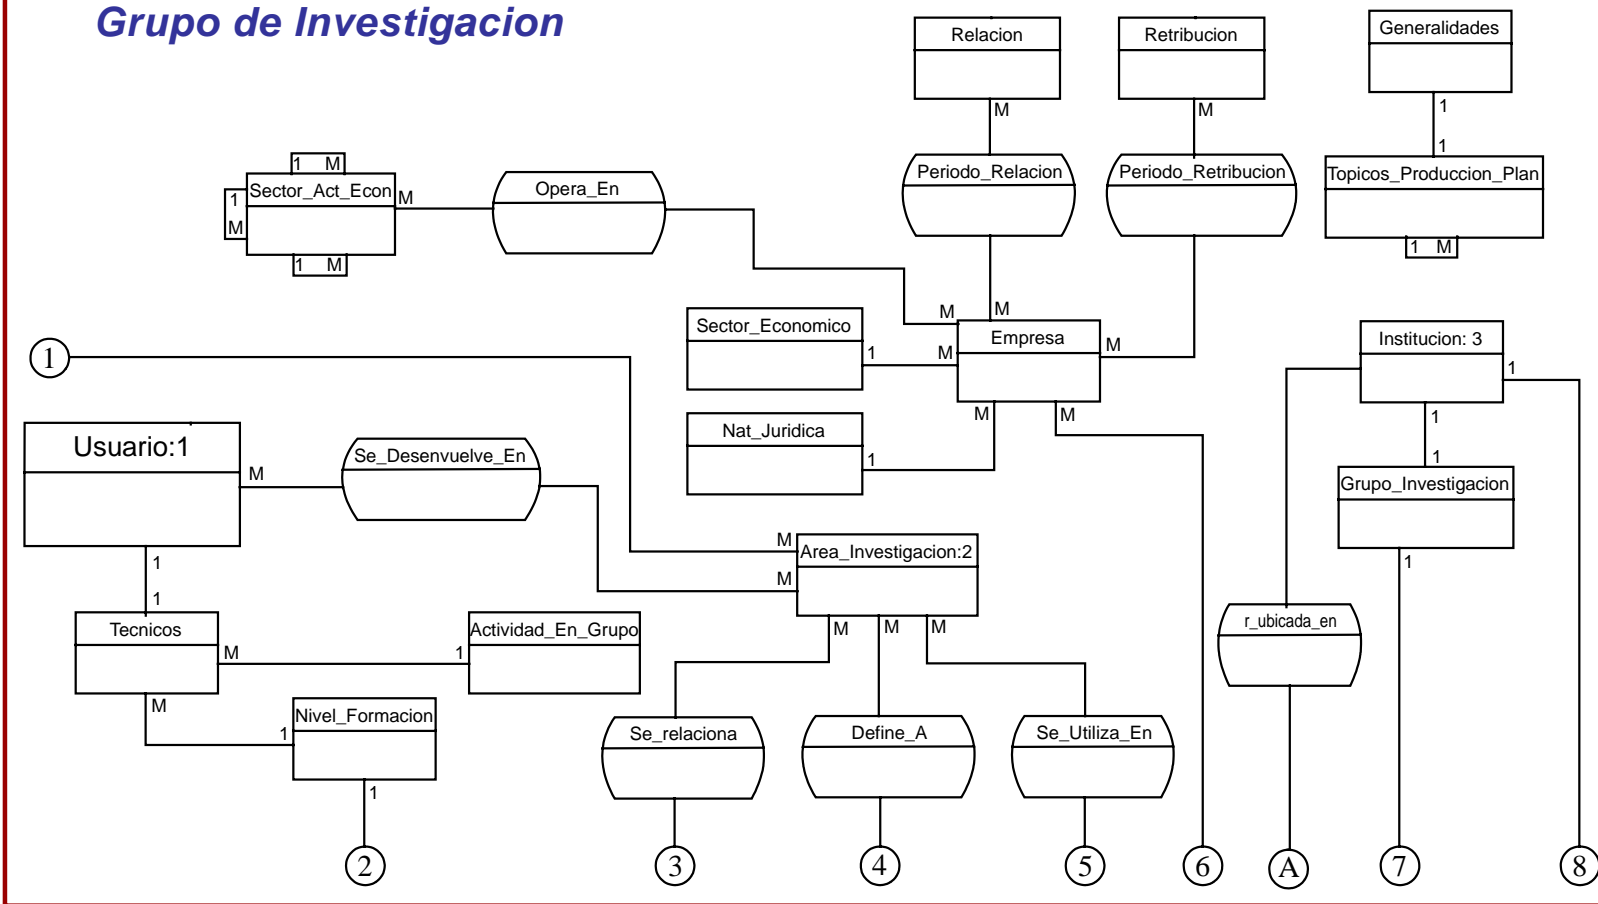 Grupo de Investigacion
Relacion
Retribucion
Generalidades
M
M
1
1
1 M
Periodo_Relacion
Periodo_Retribucion
Topicos_Produccion_Plan
Sector_Act_Econ
M
Opera_En
1
M
1 M
1 M
M
M
Sector_Economico
Empresa
Institucion: 3
1
M
M
1
1
M
M
1
Nat_Juridica
1
Usuario:1
M
Se_Desenvuelve_En
1
Grupo_Investigacion
M
Area_Investigacion:2
M
1
1
1
Tecnicos
M
1
Actividad_En_Grupo
M
M
M
r_ubicada_en
M
Nivel_Formacion
1
Se_relaciona
Define_A
Se_Utiliza_En
1
2
3
4
5
6
A
7
8